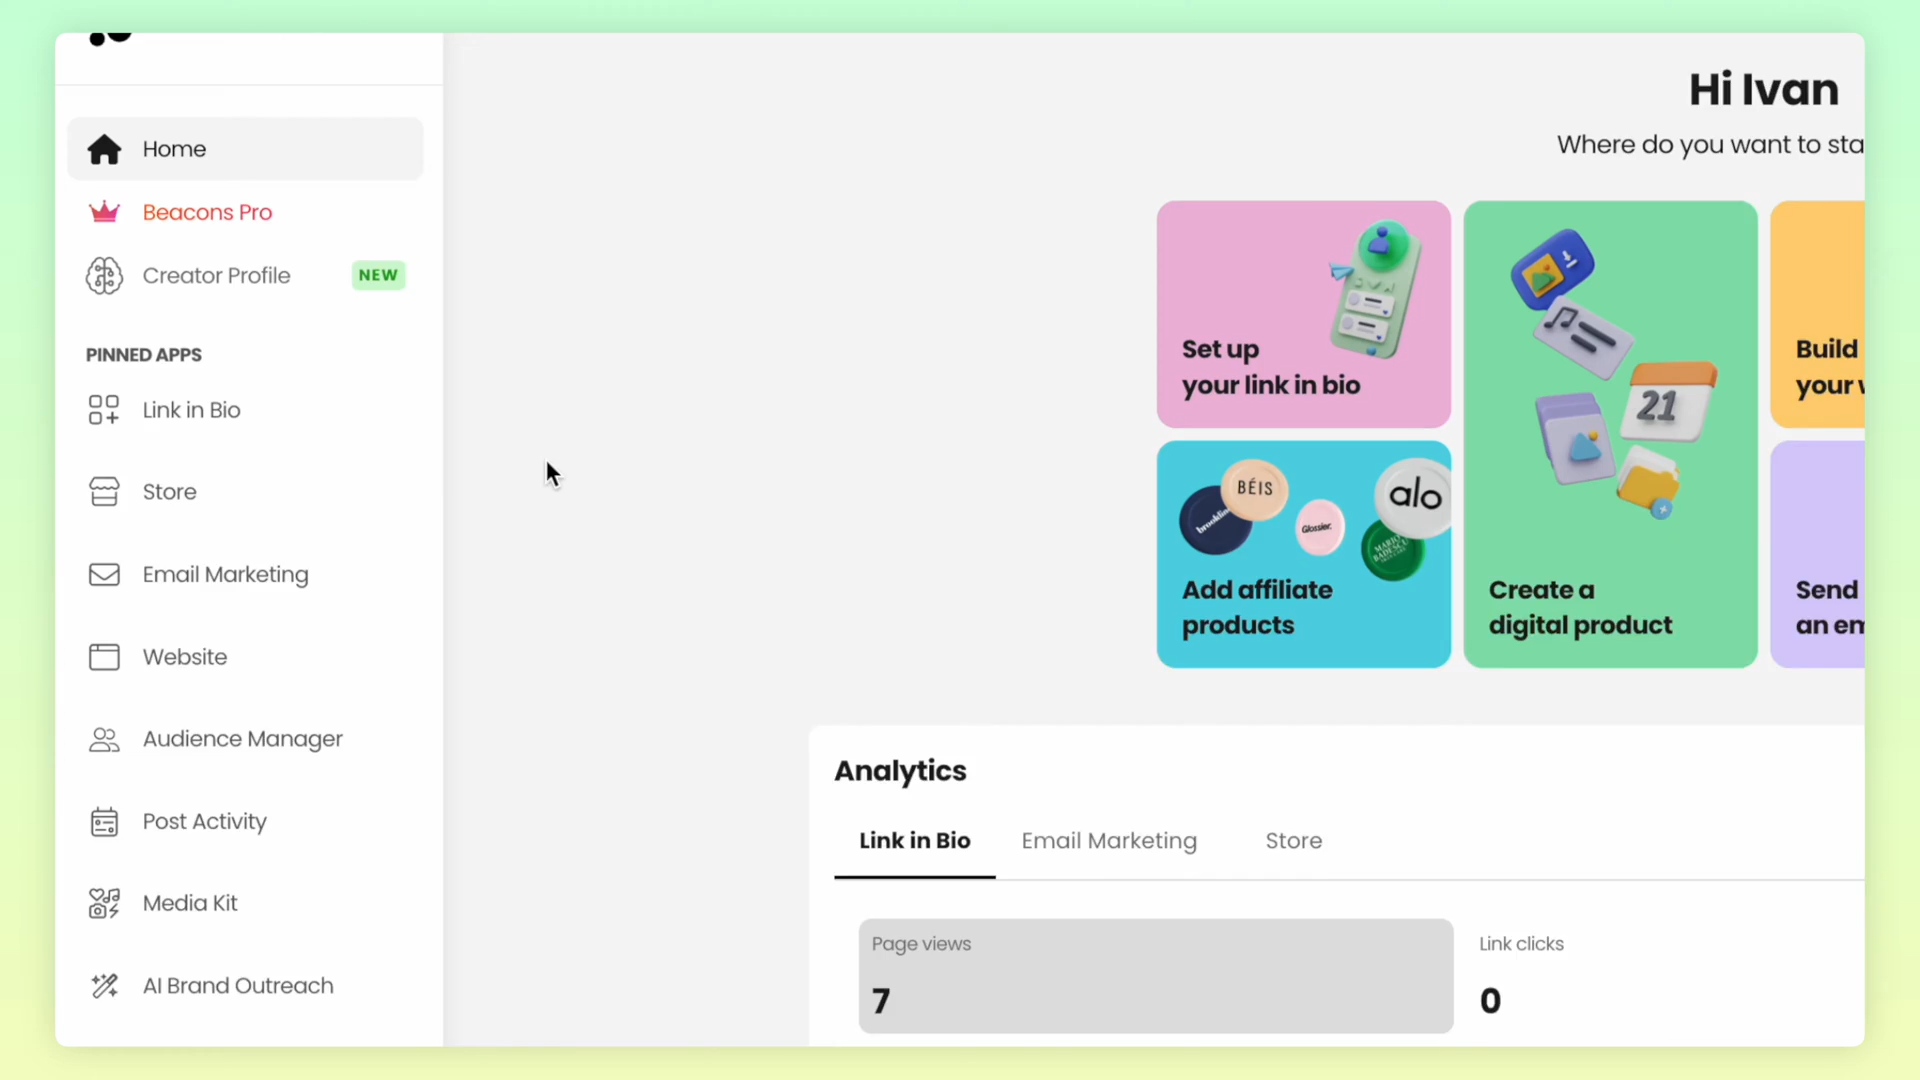 Home
Beacons Pro
Creator Profile
NEW
PINNED APPS
Link in Bio
Store
Email Marketing
Website
Audience Manager
Post Activity
Media Kit
AI Brand Outreach
Hi Ivan
Where do you want to sta
Set up
your link in bio
21
Build
your
BÉIS
alo
Glossier.
MARIO
BADESCU
Add affiliate
products
Create a
digital product
Send
an em
Analytics
Link in Bio
Email Marketing
Store
Page views
7
Link clicks
0